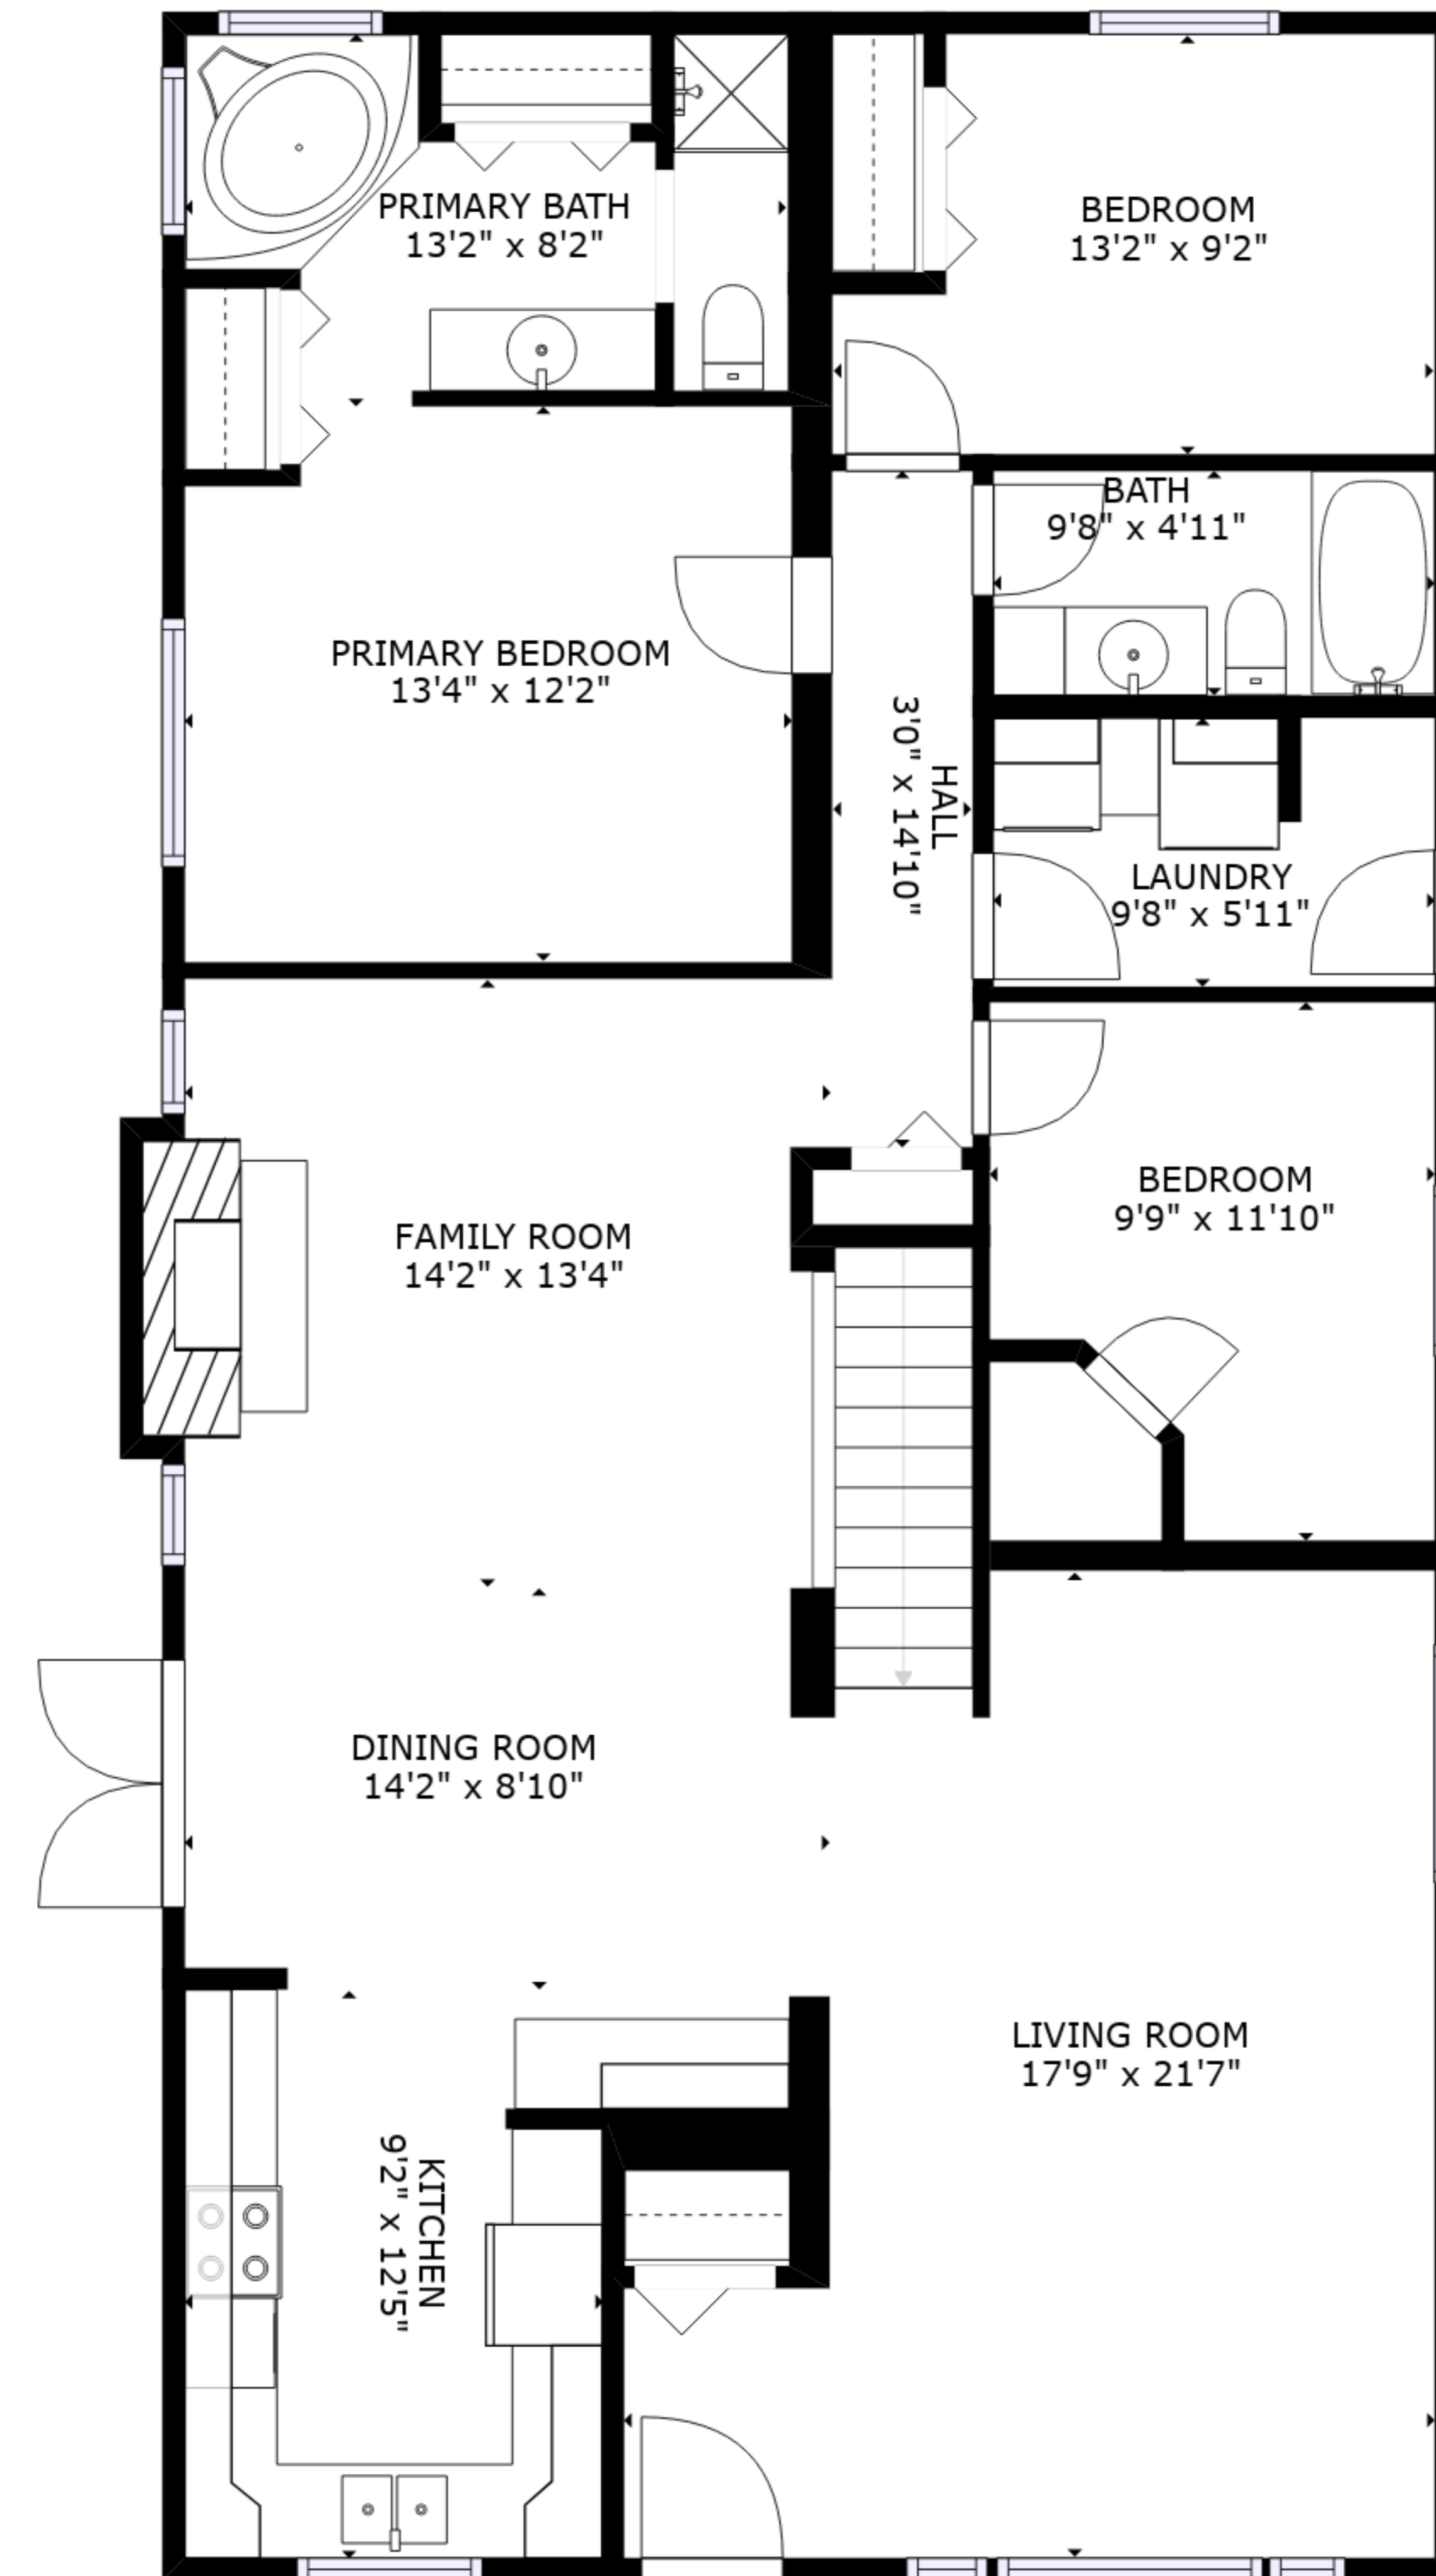 PRIMARY BATH
13'2" x 8'2"
BEDROOM
13'2" x 9'2"
BATH
9'8" x 4'11"
PRIMARY BEDROOM
13'4" x 12'2"
HALL
3'0" x 14'10"
LAUNDRY
9'8" x 5'11"
BEDROOM
9'9" x 11'10"
FAMILY ROOM
14'2" x 13'4"
DINING ROOM
14'2" x 8'10"
LIVING ROOM
17'9" x 21'7"
KITCHEN
9'2" x 12'5"